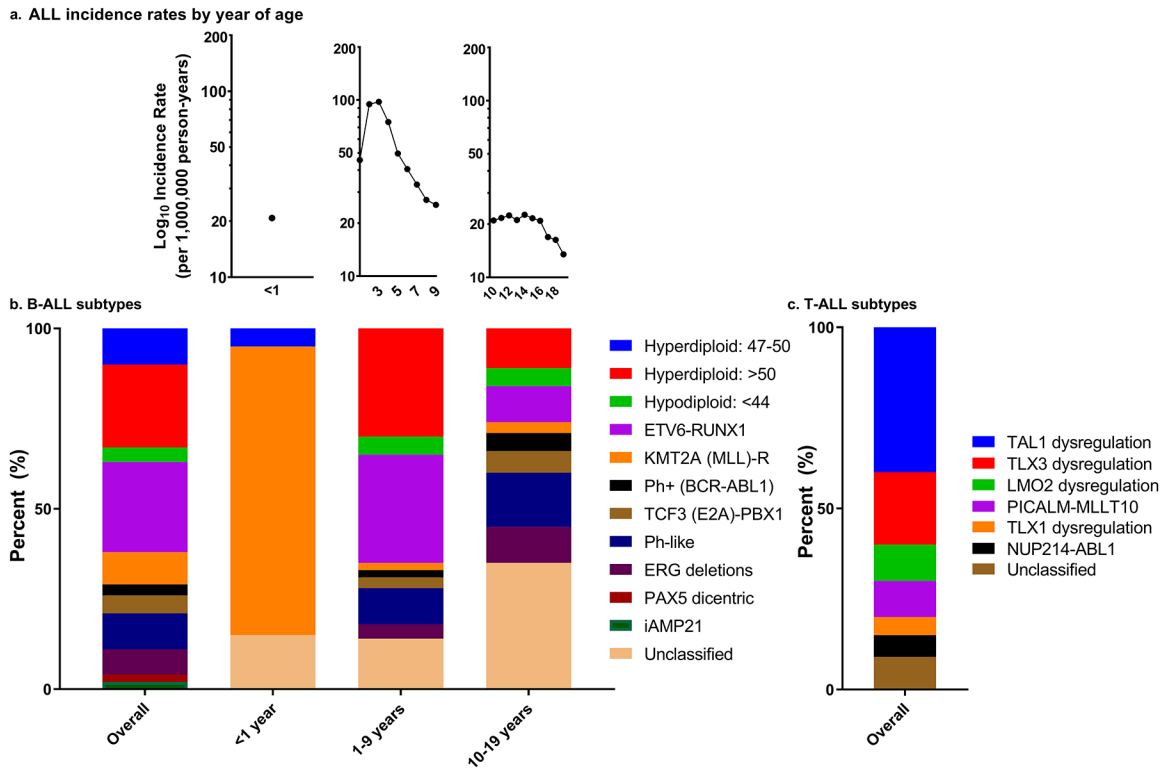 a. ALL incidence rates by year of age
Log10 Incidence Rate
(per 1,000,000 person-years)
200
100
50
20
10
<1
200
100
50
20
10
3 5 7 9
200
100
50
20
10
10 12 14 16 18
b. B-ALL subtypes
Percent (%)
100
50
0
Overall
<1 year
1-9 years
10-19 years
Hyperdiploid: 47-50
Hyperdiploid: >50
Hypodiploid: <44
ETV6-RUNX1
KMT2A (MLL)-R
Ph+ (BCR-ABL1)
TCF3 (E2A)-PBX1
Ph-like
ERG deletions
PAX5 dicentric
iAMP21
Unclassified
c. T-ALL subtypes
Percent (%)
100
50
0
Overall
TAL1 dysregulation
TLX3 dysregulation
LMO2 dysregulation
PICALM-MLLT10
TLX1 dysregulation
NUP214-ABL1
Unclassified